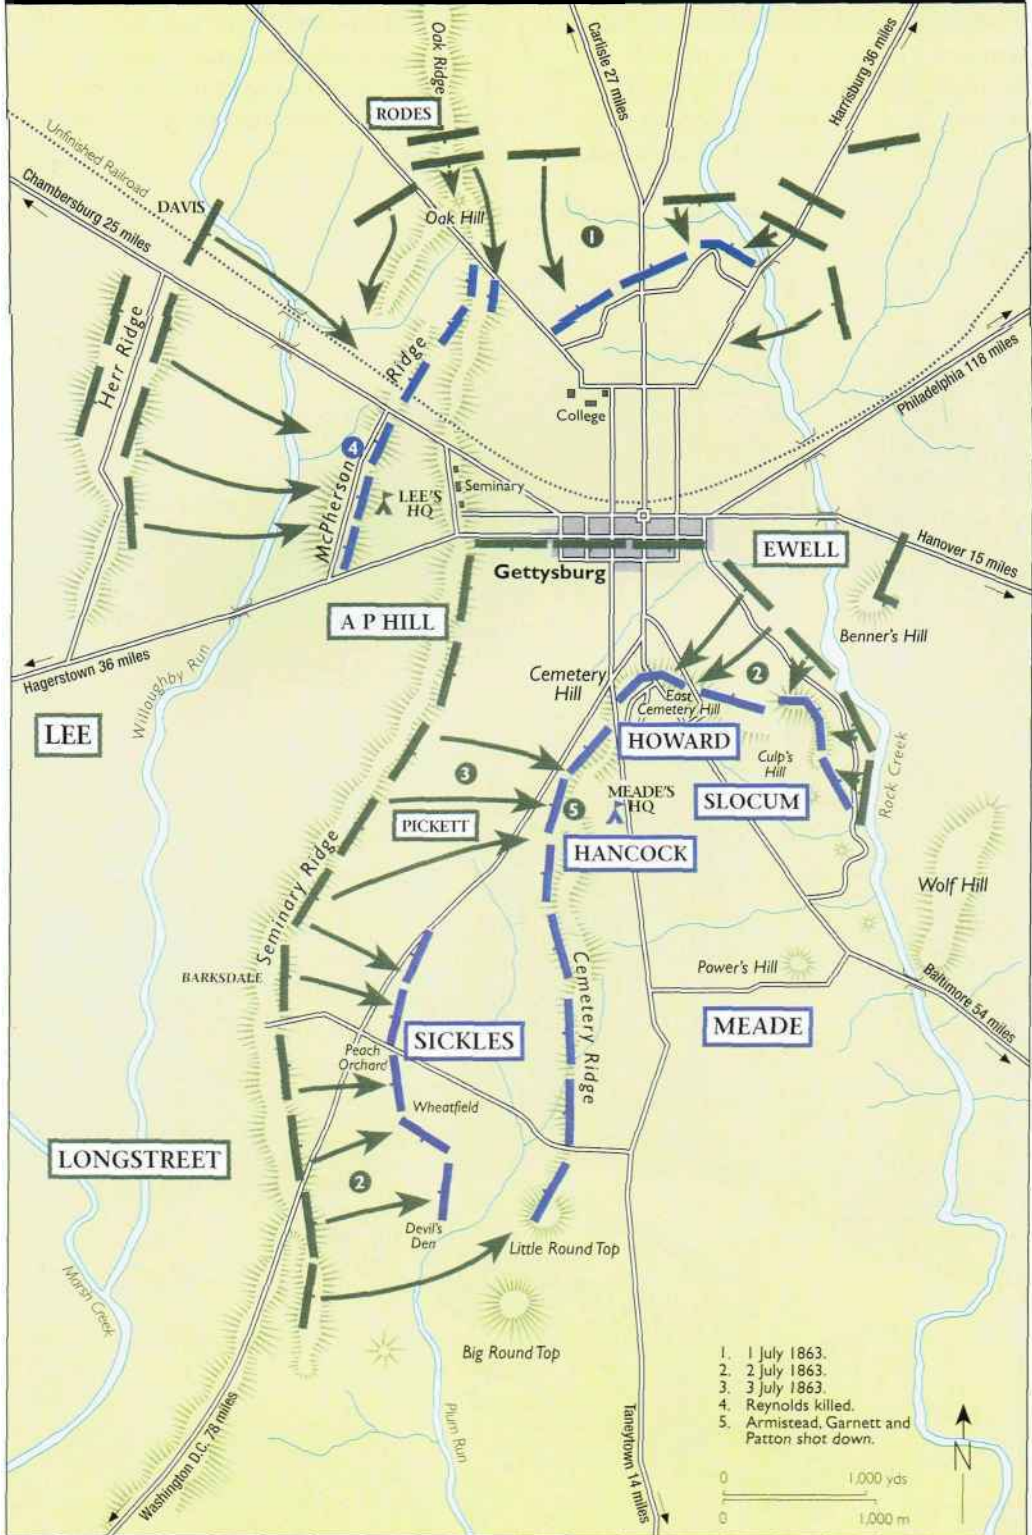 Oak Ridge
Carlisle 27 miles
Harrisburg 36 miles
RODES
Unfinished Railroad
Chambersburg 25 miles
DAVIS
Oak Hill
1
Herr Ridge
Ridge
Philadelphia 118 miles
College
4
McPherson
LEE'S
HQ
Seminary
Gettysburg
EWELL
Hanover 15 miles
A P HILL
Benner's Hill
Hagerstown 36 miles
Willoughby Run
Cemetery
Hill
2
East
Cemetery Hill
LEE
HOWARD
Culp's
Hill
Rock Creek
3
MEADE'S
HQ
SLOCUM
5
PICKETT
HANCOCK
Seminary Ridge
Wolf Hill
BARKSDALE
Cemetery Ridge
Power's Hill
Baltimore 54 miles
MEADE
SICKLES
Peach
Orchard
Wheatfield
LONGSTREET
2
Devil's
Den
Little Round Top
Marsh Creek
Big Round Top
Plum Run
Washington D.C. 78 miles
Taneytown 14 miles
1. 1 July 1863.
2. 2 July 1863.
3. 3 July 1863.
4. Reynolds killed.
5. Armistead, Garnett and
Patton shot down.
N
0 1,000 yds
0 1,000 m